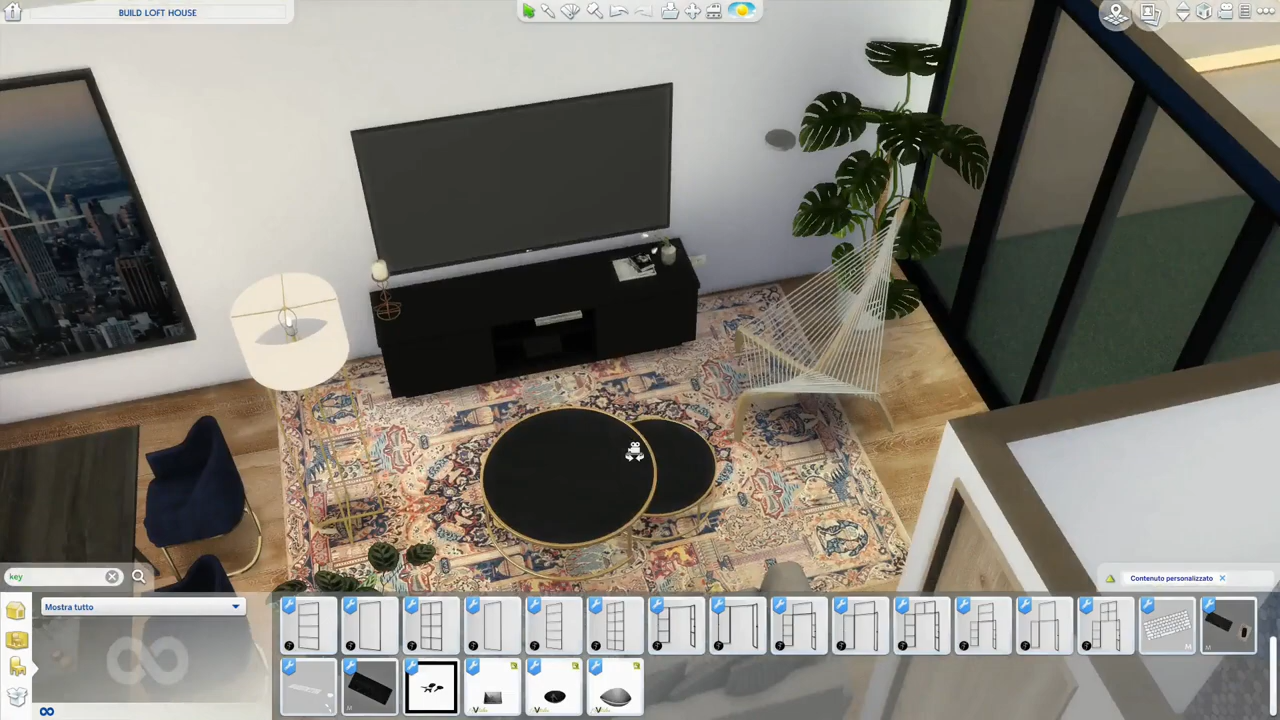 BUILD LOFT HOUSE
key
Contenuto personalizzato
Mostra tutto
M
M
M